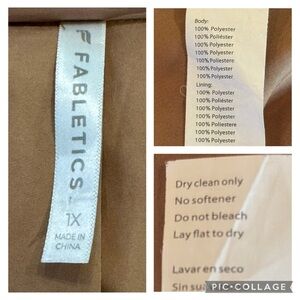 FABLETICS
1X
MADE IN
CHINA
Body:
100% Polyester
100% Poliéster
100% Polyester
100% Polyester
100% Poliestere
100% Polyester
100% Polyester
Lining:
100% Polyester
100% Poliéster
100% Polyester
100% Polyester
100% Poliestere
100% Polyester
100% Polyester
Dry clean only
No softener
Do not bleach
Lay flat to dry
Lavar en seco
Sin
PIC-COLLAGE